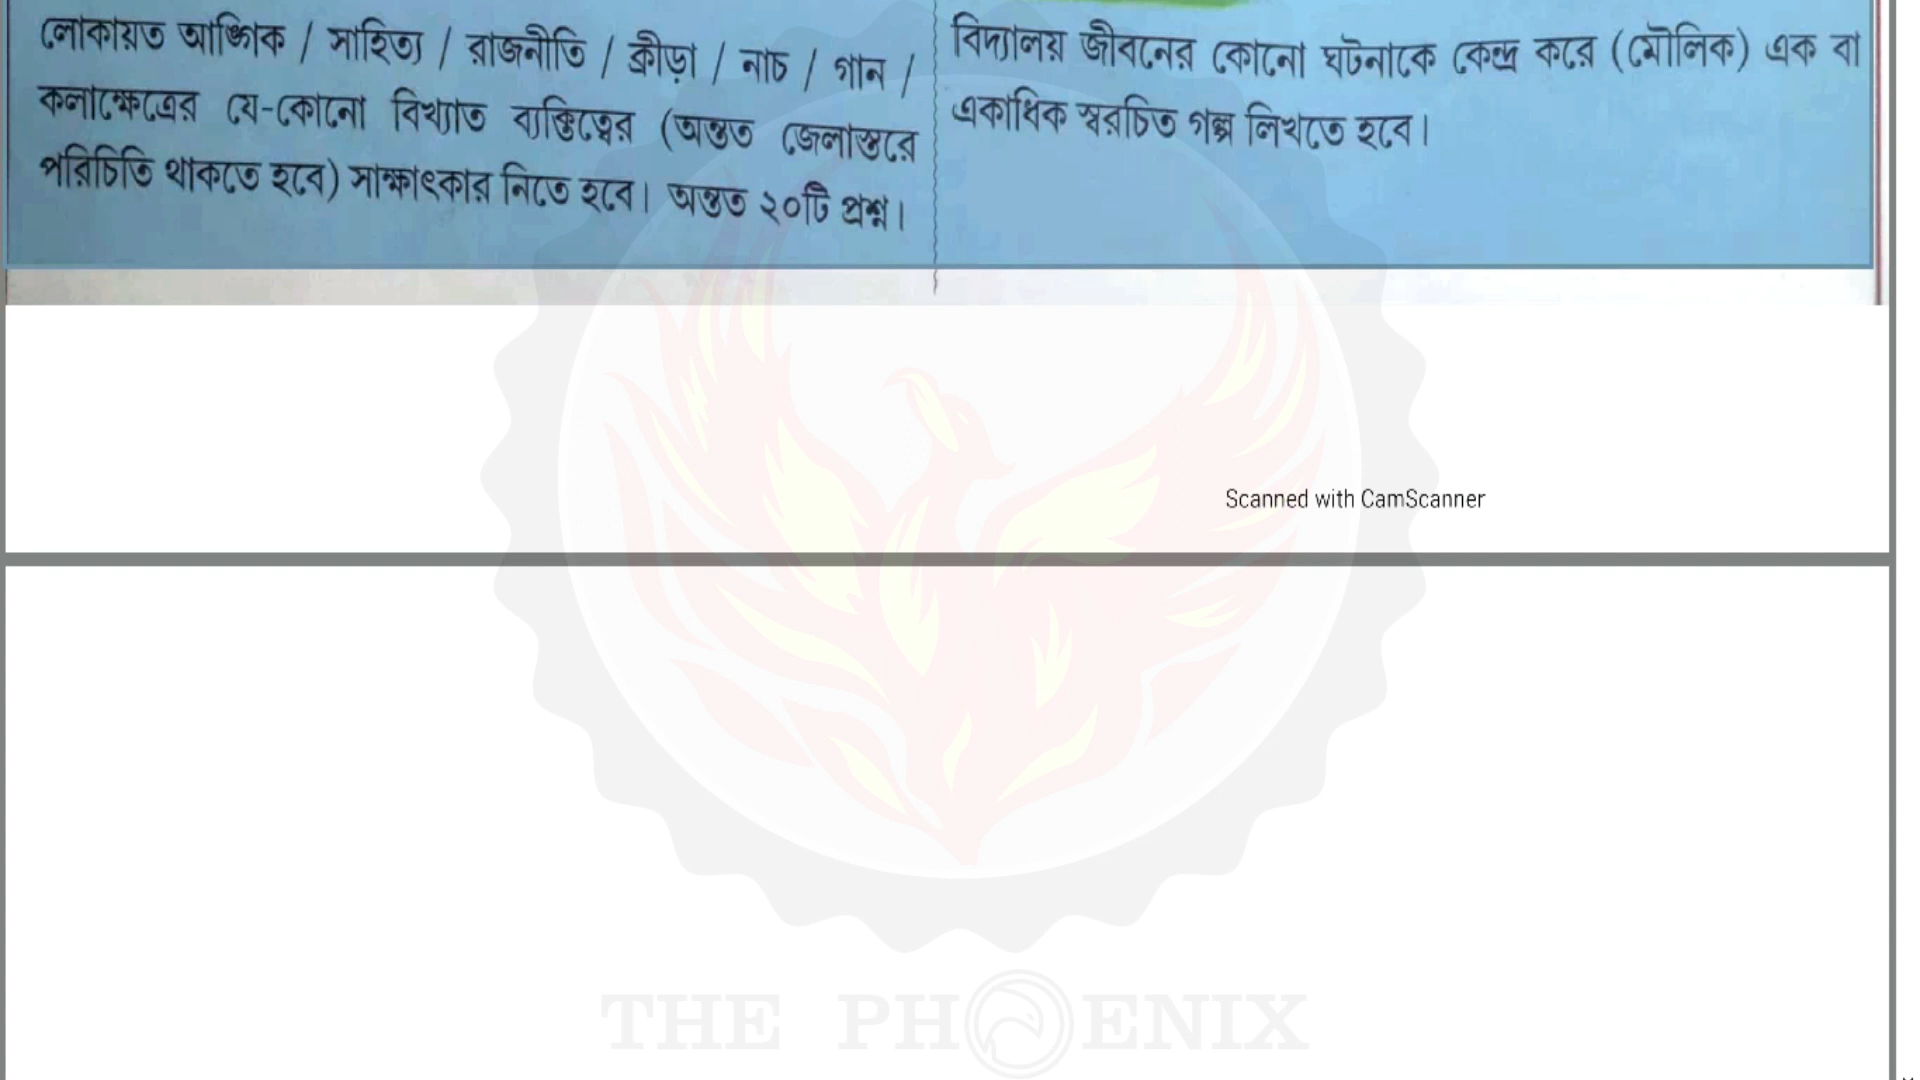 লোকায়ত আঙ্গিক / সাহিত্য / রাজনীতি / ক্রীড়া / নাচ / গান /
কলাক্ষেত্রের যে-কোনো বিখ্যাত ব্যক্তিত্বের (অন্তত জেলাস্তরে
পরিচিতি থাকতে হবে) সাক্ষাৎকার নিতে হবে। অন্তত ২০টি প্রশ্ন।
বিদ্যালয় জীবনের কোনো ঘটনাকে কেন্দ্র করে (মৌলিক) এক বা
একাধিক স্বরচিত গল্প লিখতে হবে।
Scanned with CamScanner
THE PHOENIX